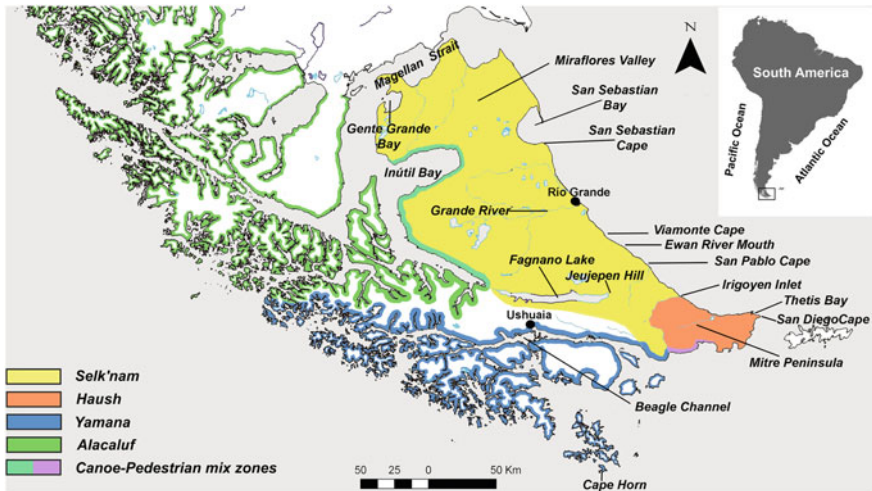 N
Magellan Strait
Miraflores Valley
San Sebastian
Bay
San Sebastian
Cape
Gente Grande
Bay
Inútil Bay
Río Grande
Grande River
Viamonte Cape
Ewan River Mouth
San Pablo Cape
Fagnano Lake
Jeujepen Hill
Irigoyen Inlet
Thetis Bay
San DiegoCape
Ushuaia
Mitre Peninsula
Beagle Channel
Cape Horn
South America
Pacific Ocean
Atlantic Ocean
Selk'nam
Haush
Yamana
Alacaluf
Canoe-Pedestrian mix zones
50 25 0 50 Km